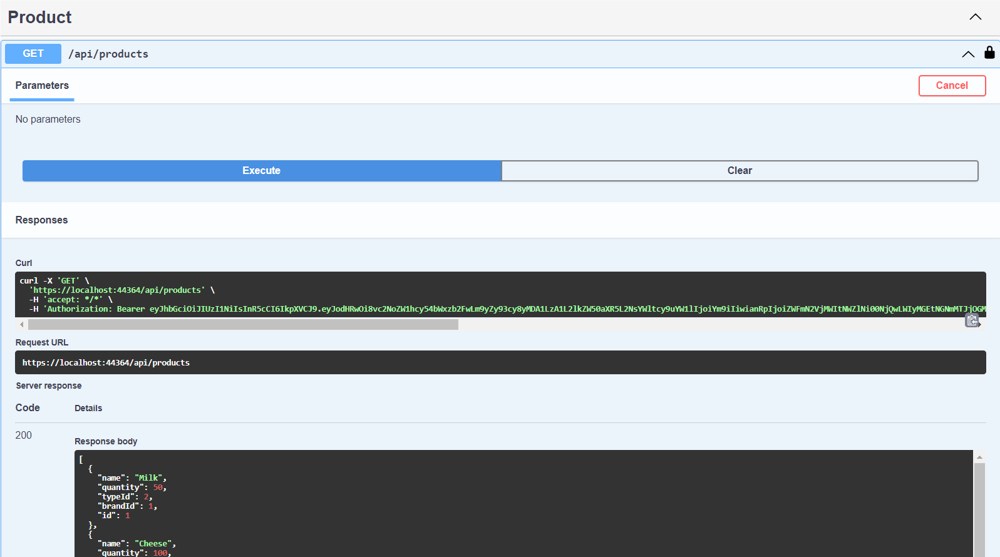 Product
GET /api/products
Parameters
Cancel
No parameters
Execute
Clear
Responses
Curl
curl -X 'GET' \
'https://localhost:44364/api/products' \
-H 'accept: */*' \
-H 'Authorization: Bearer eyJhbGciOiJIUzI1NiIsInR5cCI6IkpXVCJ9.eyJodHRwOi8vc2NoZW1hcy54bWxzb2FwLm9yZy93cy8yMDA1LzA1L2lkZW50aXR5L2NsYWltcy9uYW1lIjoiYm9iIiwianRpIjoiZWFmN2VjMWItNWZlNi00NjQwLWIyMGEtNGNmMTJjOGM
Request URL
https://localhost:44364/api/products
Server response
Code
Details
200
Response body
[
{
"name": "Milk",
"quantity": 50,
"typeId": 2,
"brandId": 1,
"id": 1
},
{
"name": "Cheese",
"quantity": 100,